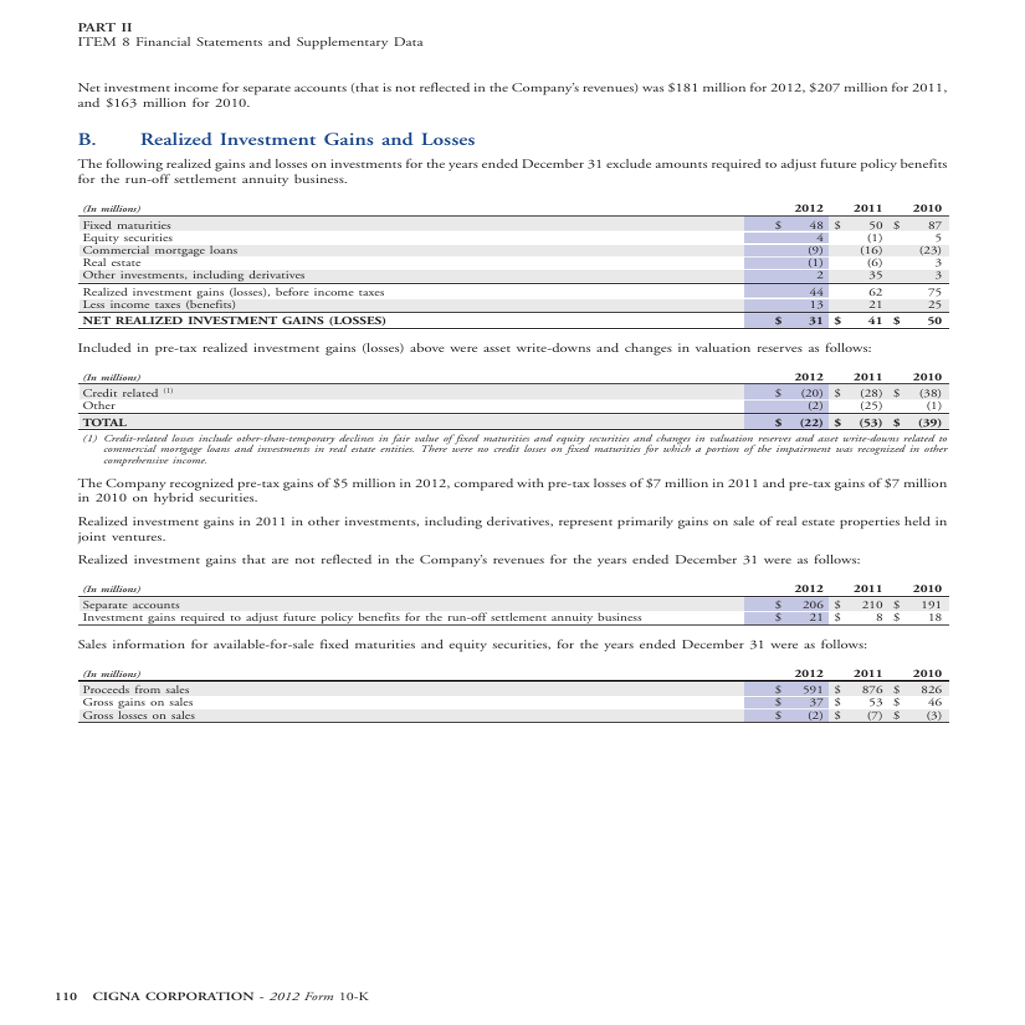 PART II
ITEM 8 Financial Statements and Supplementary Data
Net investment income for separate accounts (that is not reflected in the Company's revenues) was $181 million for 2012, $207 million for 2011,
and $163 million for 2010.
B. Realized Investment Gains and Losses
The following realized gains and losses on investments for the years ended December 31 exclude amounts required to adjust future policy benefits
for the run-off settlement annuity business.
(In millions) 2012 2011 2010
Fixed maturities $ 48 $ 50 $ 87
Equity securities 4 (1) 5
Commercial mortgage loans (9) (16) (23)
Real estate (1) (6) 3
Other investments, including derivatives 2 35 3
Realized investment gains (losses), before income taxes 44 62 75
Less income taxes (benefits) 13 21 25
NET REALIZED INVESTMENT GAINS (LOSSES) $ 31 $ 41 $ 50
Included in pre-tax realized investment gains (losses) above were asset write-downs and changes in valuation reserves as follows:
(In millions) 2012 2011 2010
Credit related (1) $ (20) $ (28) $ (38)
Other (2) (25) (1)
TOTAL $ (22) $ (53) $ (39)
(1) Credit-related losses include other-than-temporary declines in fair value of fixed maturities and equity securities and changes in valuation reserves and asset write-downs related to
commercial mortgage loans and investments in real estate entities. There were no credit losses on fixed maturities for which a portion of the impairment was recognized in other
comprehensive income.
The Company recognized pre-tax gains of $5 million in 2012, compared with pre-tax losses of $7 million in 2011 and pre-tax gains of $7 million
in 2010 on hybrid securities.
Realized investment gains in 2011 in other investments, including derivatives, represent primarily gains on sale of real estate properties held in
joint ventures.
Realized investment gains that are not reflected in the Company's revenues for the years ended December 31 were as follows:
(In millions) 2012 2011 2010
Separate accounts $ 206 $ 210 $ 191
Investment gains required to adjust future policy benefits for the run-off settlement annuity business $ 21 $ 8 $ 18
Sales information for available-for-sale fixed maturities and equity securities, for the years ended December 31 were as follows:
(In millions) 2012 2011 2010
Proceeds from sales $ 591 $ 876 $ 826
Gross gains on sales $ 37 $ 53 $ 46
Gross losses on sales $ (2) $ (7) $ (3)
110 CIGNA CORPORATION - 2012 Form 10-K